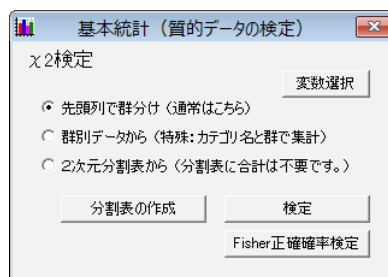 基本統計（質的データの検定）
χ2検定
変数選択
先頭列で群分け（通常はこちら）
群別データから（特殊：カテゴリ名と群で集計）
2次元分割表から（分割表に合計は不要です。）
分割表の作成
検定
Fisher正確確率検定